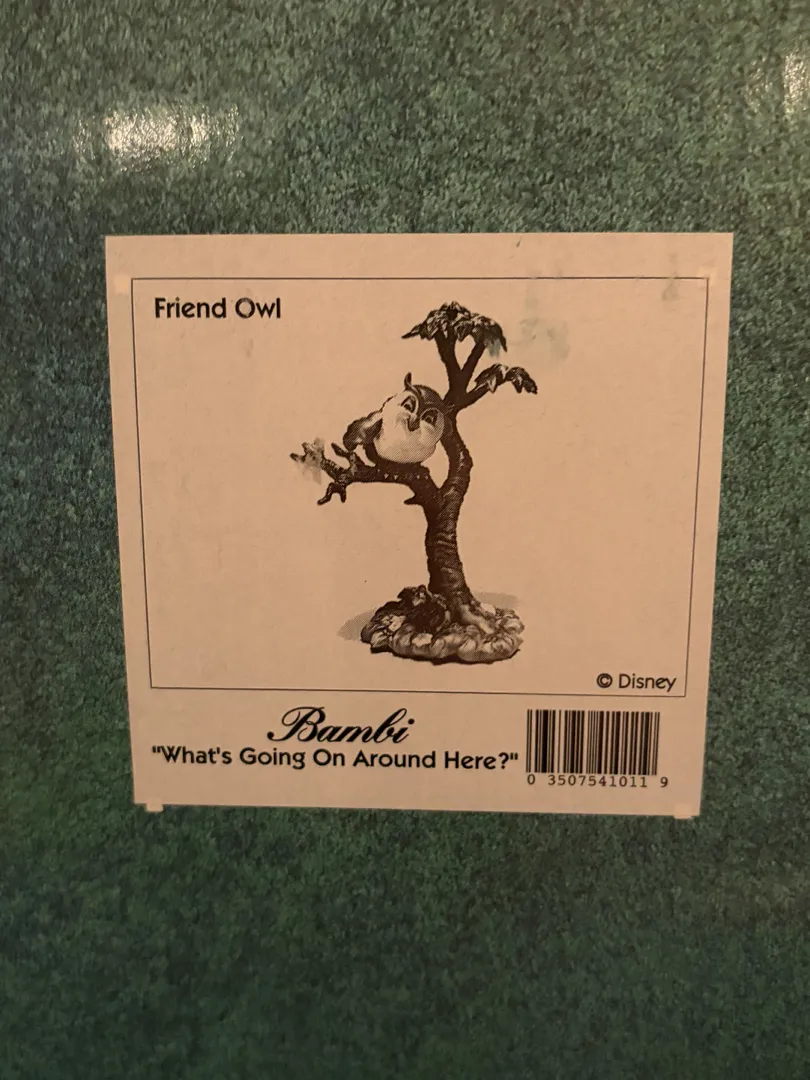 Friend Owl
© Disney
Bambi
"What's Going On Around Here?"
0 3507541011 9